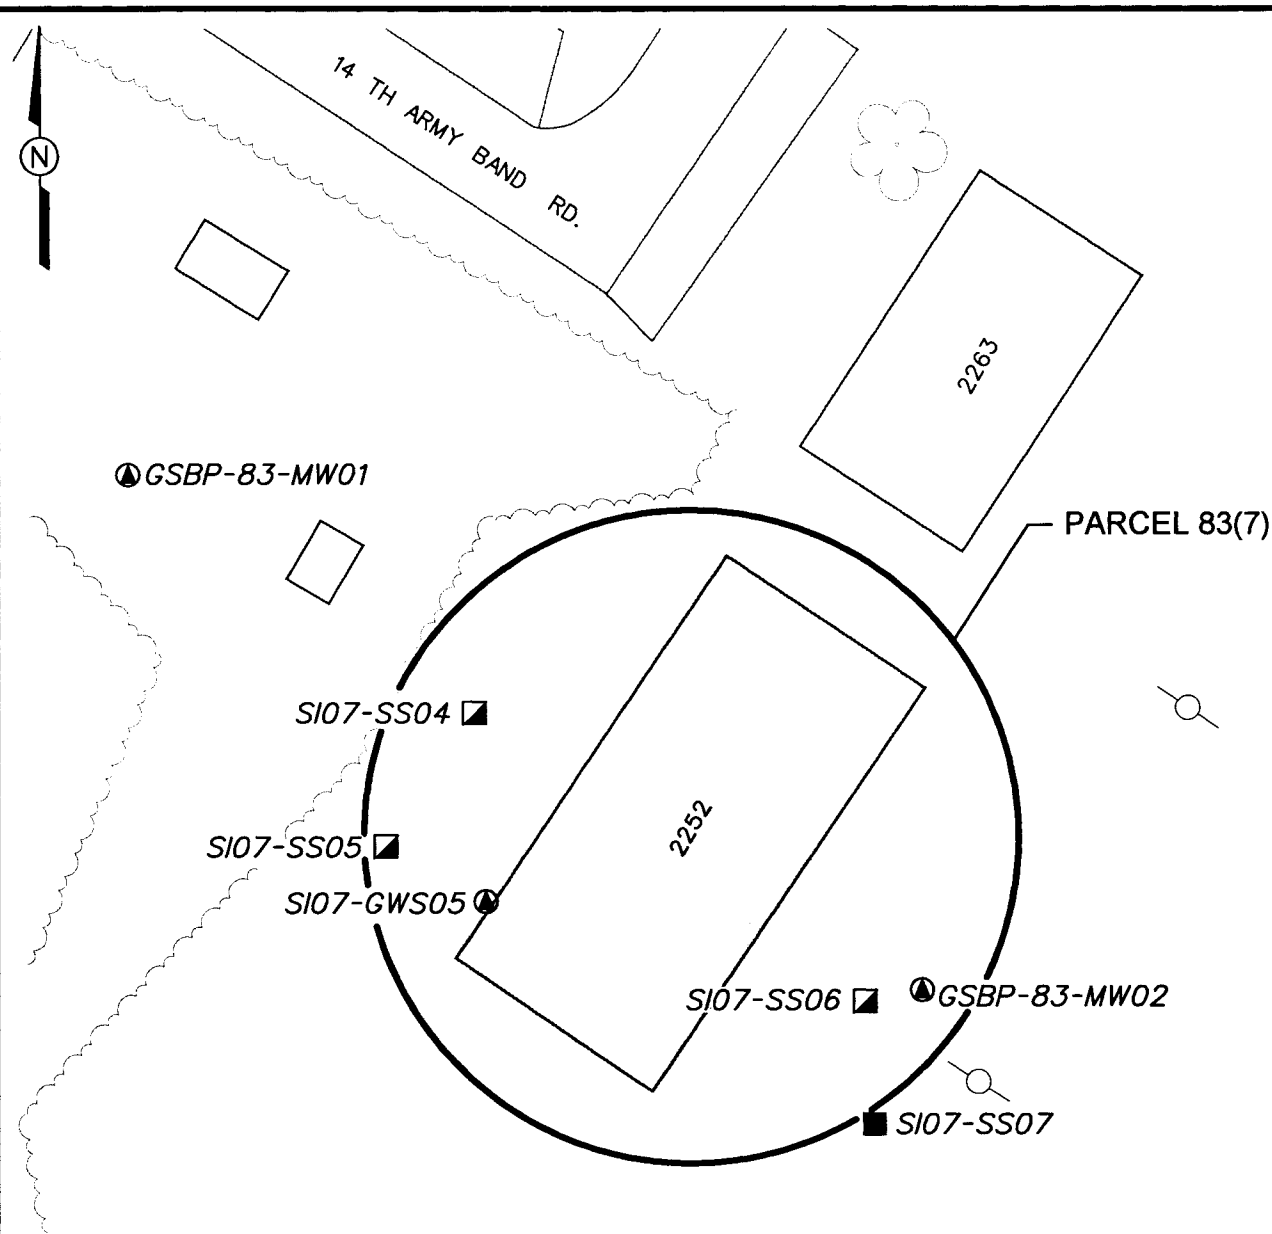 14 TH ARMY BAND RD.
N
2263
GSBP-83-MW01
PARCEL 83(7)
SI07-SS04
2252
SI07-SS05
SI07-GWS05
SI07-SS06
GSBP-83-MW02
SI07-SS07